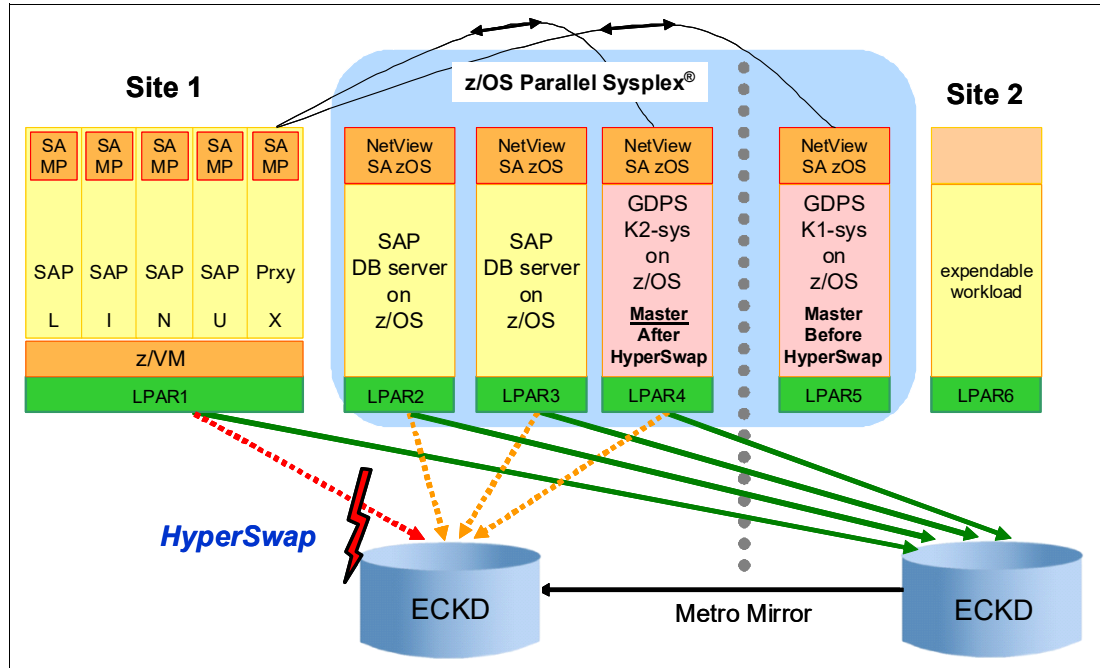 z/OS Parallel Sysplex®
Site 1
Site 2
SA
MP
SA
MP
SA
MP
SA
MP
SA
MP
NetView
SA zOS
NetView
SA zOS
NetView
SA zOS
NetView
SA zOS
SAP
SAP
SAP
SAP
Prxy
L
I
N
U
X
z/VM
LPAR1
SAP
DB server
on
z/OS
LPAR2
SAP
DB server
on
z/OS
LPAR3
GDPS
K2-sys
on
z/OS
Master
After
HyperSwap
LPAR4
GDPS
K1-sys
on
z/OS
Master
Before
HyperSwap
LPAR5
expendable
workload
LPAR6
HyperSwap
ECKD
Metro Mirror
ECKD